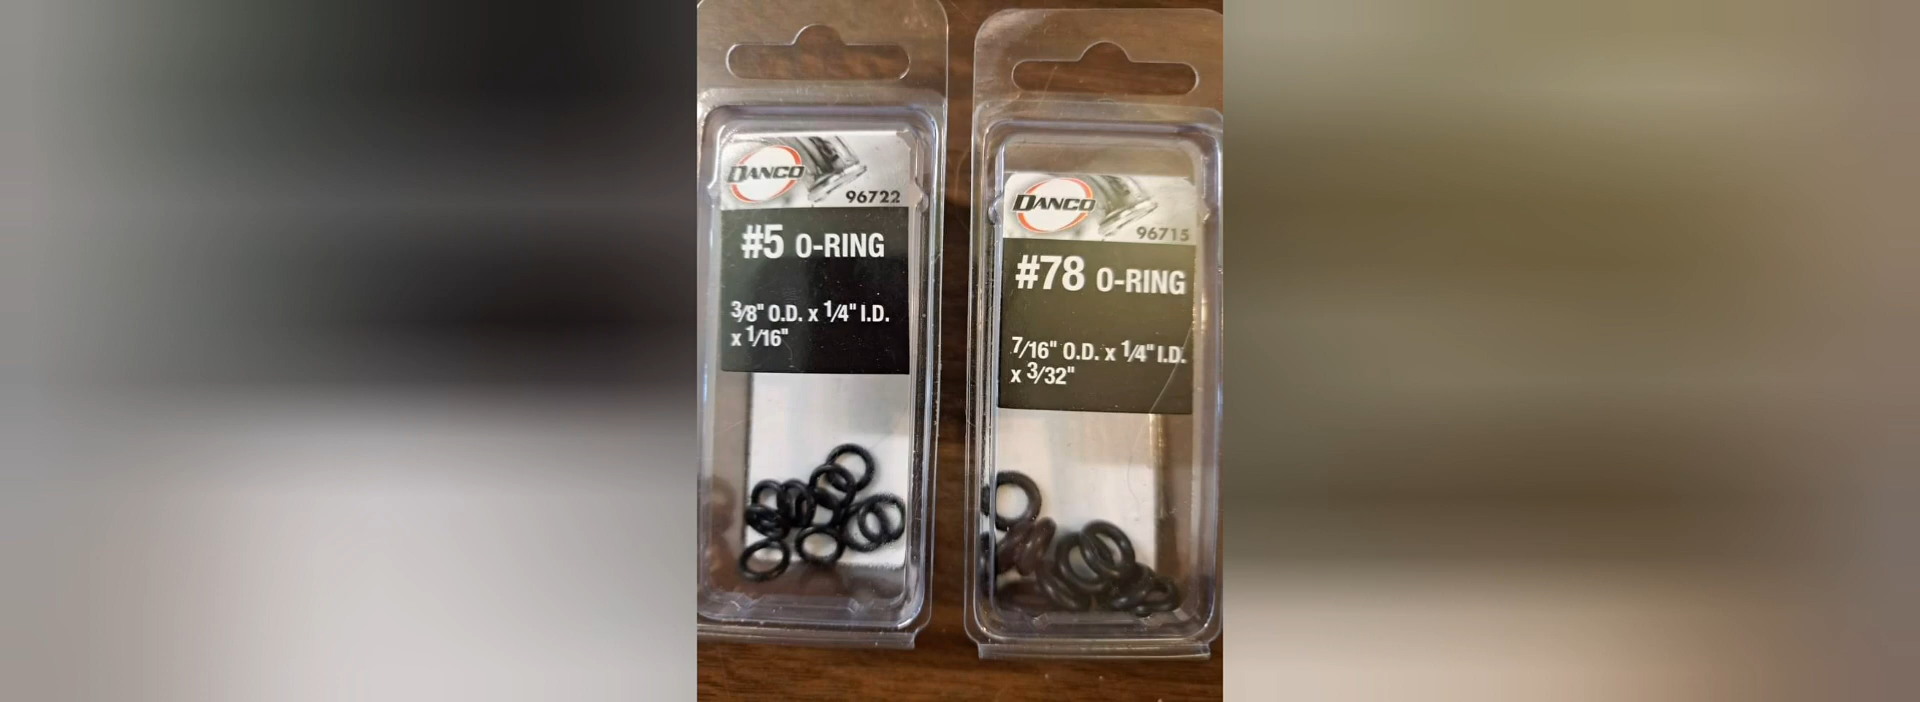 DANCO
96722
#5 O-RING
3/8" O.D. x 1/4" I.D.
x 1/16"
DANCO
96715
#78 O-RING
7/16" O.D. x 1/4" I.D.
x 3/32"